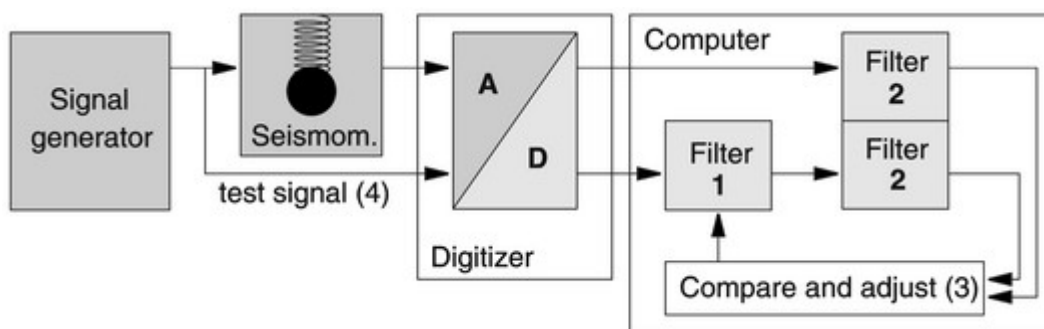 Signal
generator
Seismom.
test signal (4)
A
D
Digitizer
Computer
Filter
2
Filter
1
Filter
2
Compare and adjust (3)